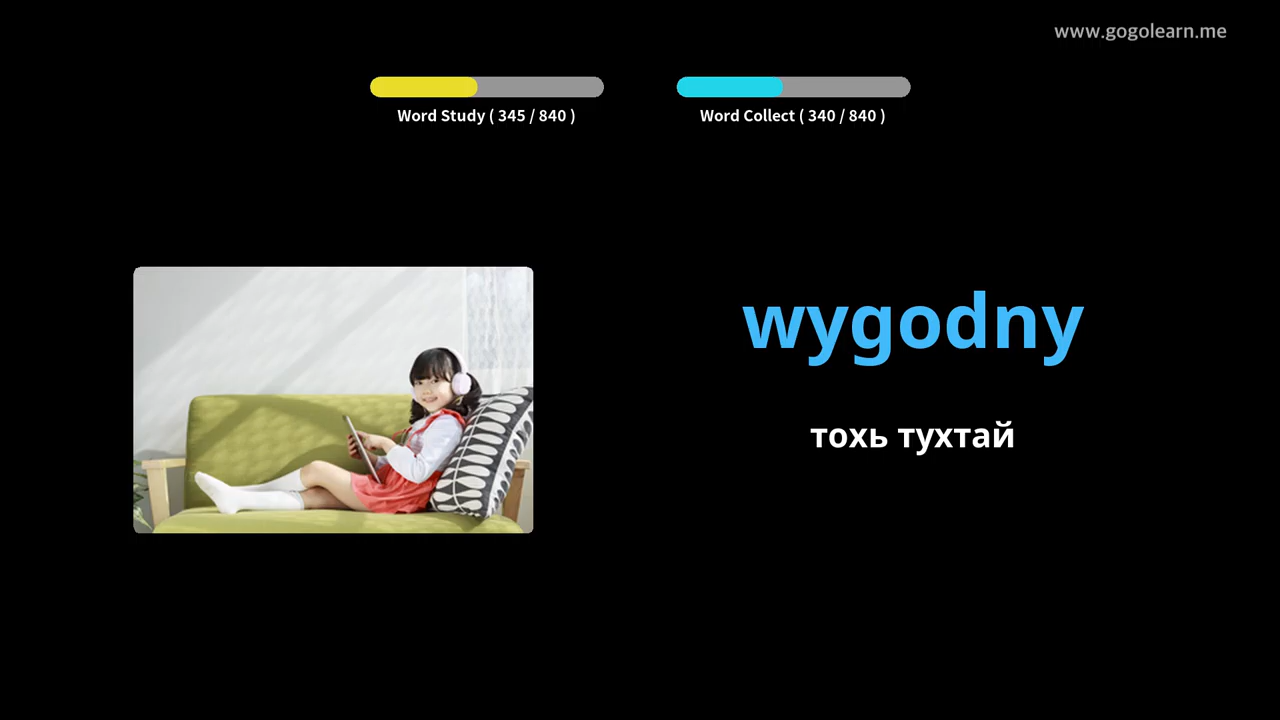 www.gogolearn.me
Word Study ( 345 / 840 )
Word Collect ( 340 / 840 )
wygodny
тохь тухтай